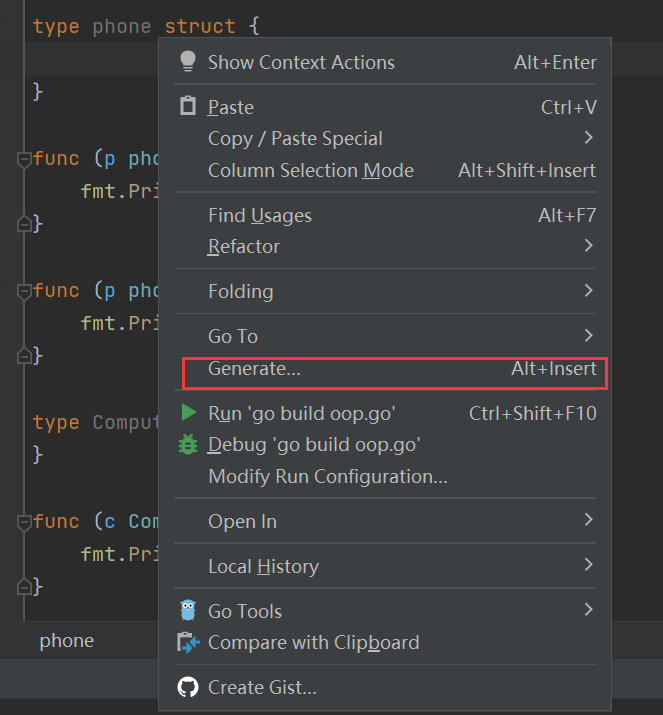 type phone struct {
Show Context Actions Alt+Enter
}
Paste Ctrl+V
Copy / Paste Special
func (p pho
Column Selection Mode Alt+Shift+Insert
fmt.Pri
}
Find Usages Alt+F7
Refactor
func (p pho
Folding
fmt.Pri
Go To
}
Generate... Alt+Insert
Run 'go build oop.go' Ctrl+Shift+F10
type Comput
Debug 'go build oop.go'
}
Modify Run Configuration...
func (c Com
Open In
fmt.Pri
Local History
}
Go Tools
phone
Compare with Clipboard
Create Gist...